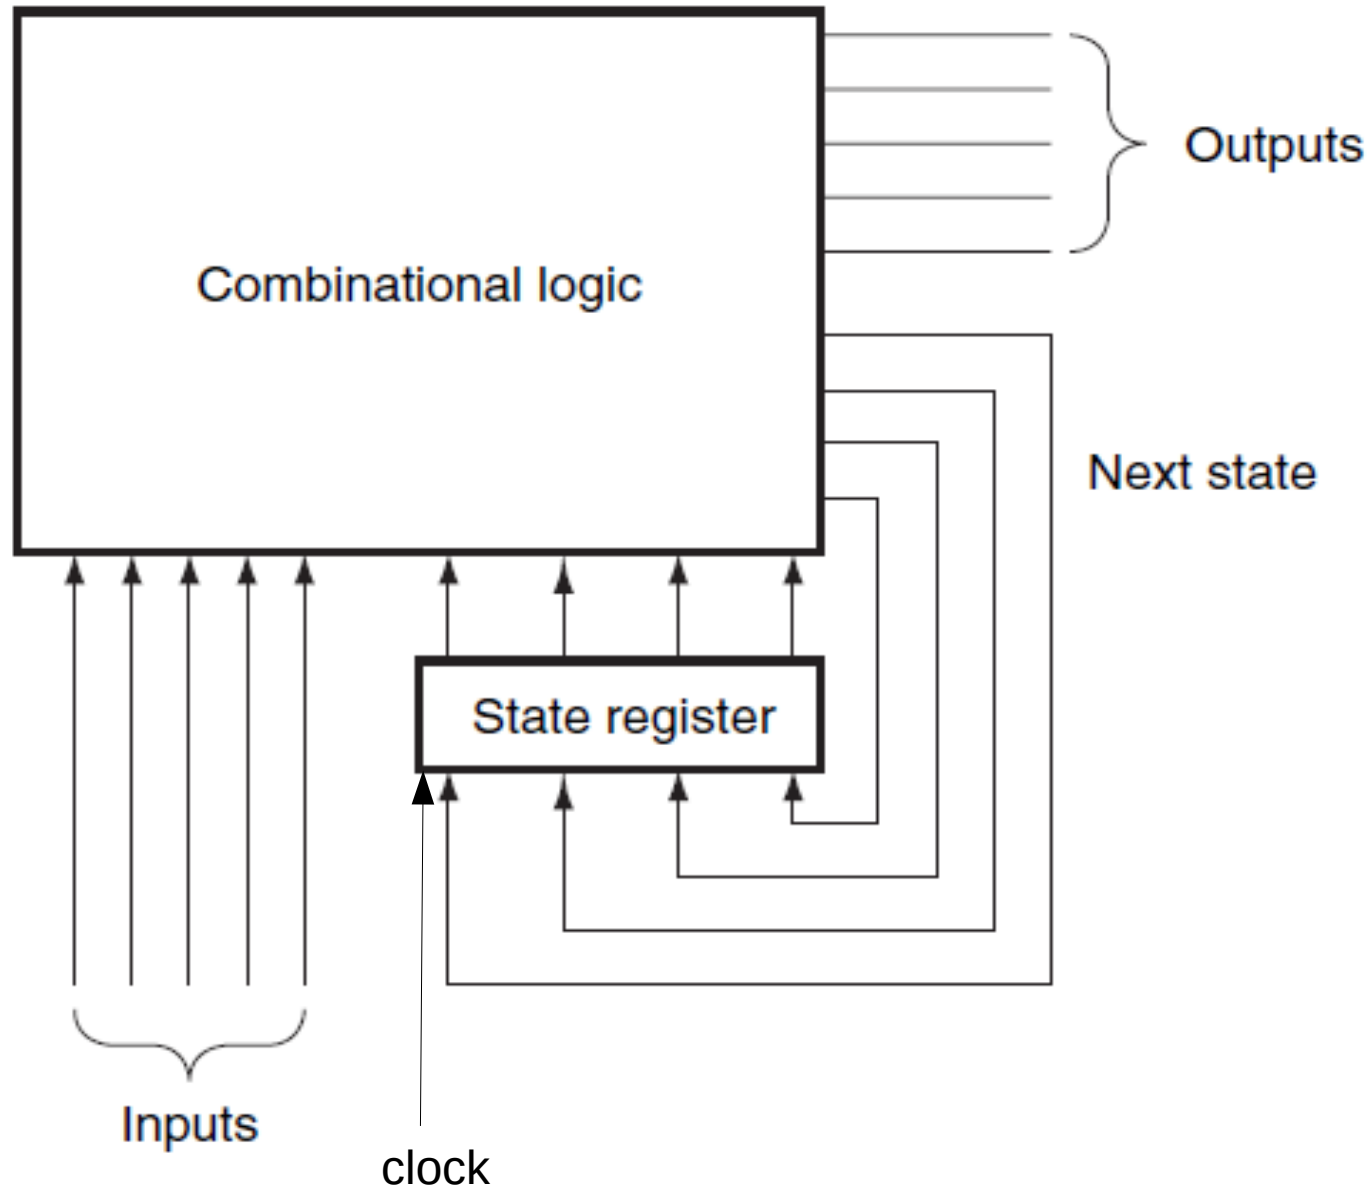 Outputs
Combinational logic
Next state
State register
Inputs
clock